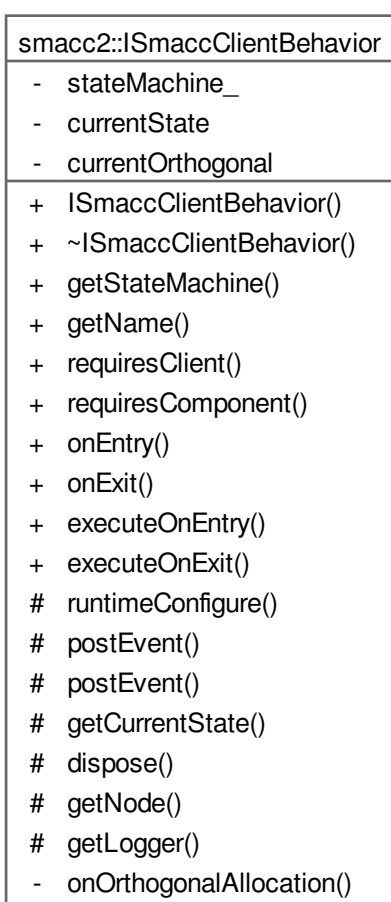 smacc2::ISmaccClientBehavior
- stateMachine_
- currentState
- currentOrthogonal
+ ISmaccClientBehavior()
+ ~ISmaccClientBehavior()
+ getStateMachine()
+ getName()
+ requiresClient()
+ requiresComponent()
+ onEntry()
+ onExit()
+ executeOnEntry()
+ executeOnExit()
# runtimeConfigure()
# postEvent()
# postEvent()
# getCurrentState()
# dispose()
# getNode()
# getLogger()
- onOrthogonalAllocation()